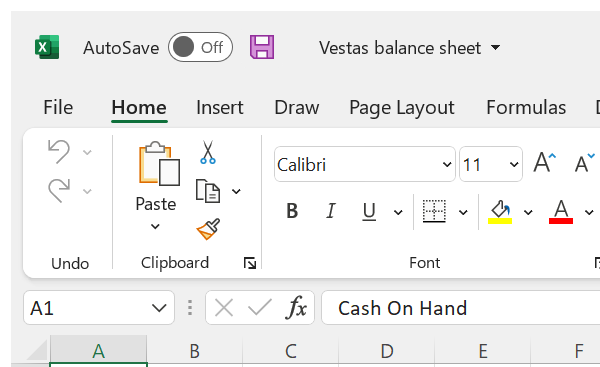 AutoSave Off Vestas balance sheet
File Home Insert Draw Page Layout Formulas
Calibri 11 A A
Paste B I U A
Undo Clipboard Font
A1 fx Cash On Hand
A B C D E F